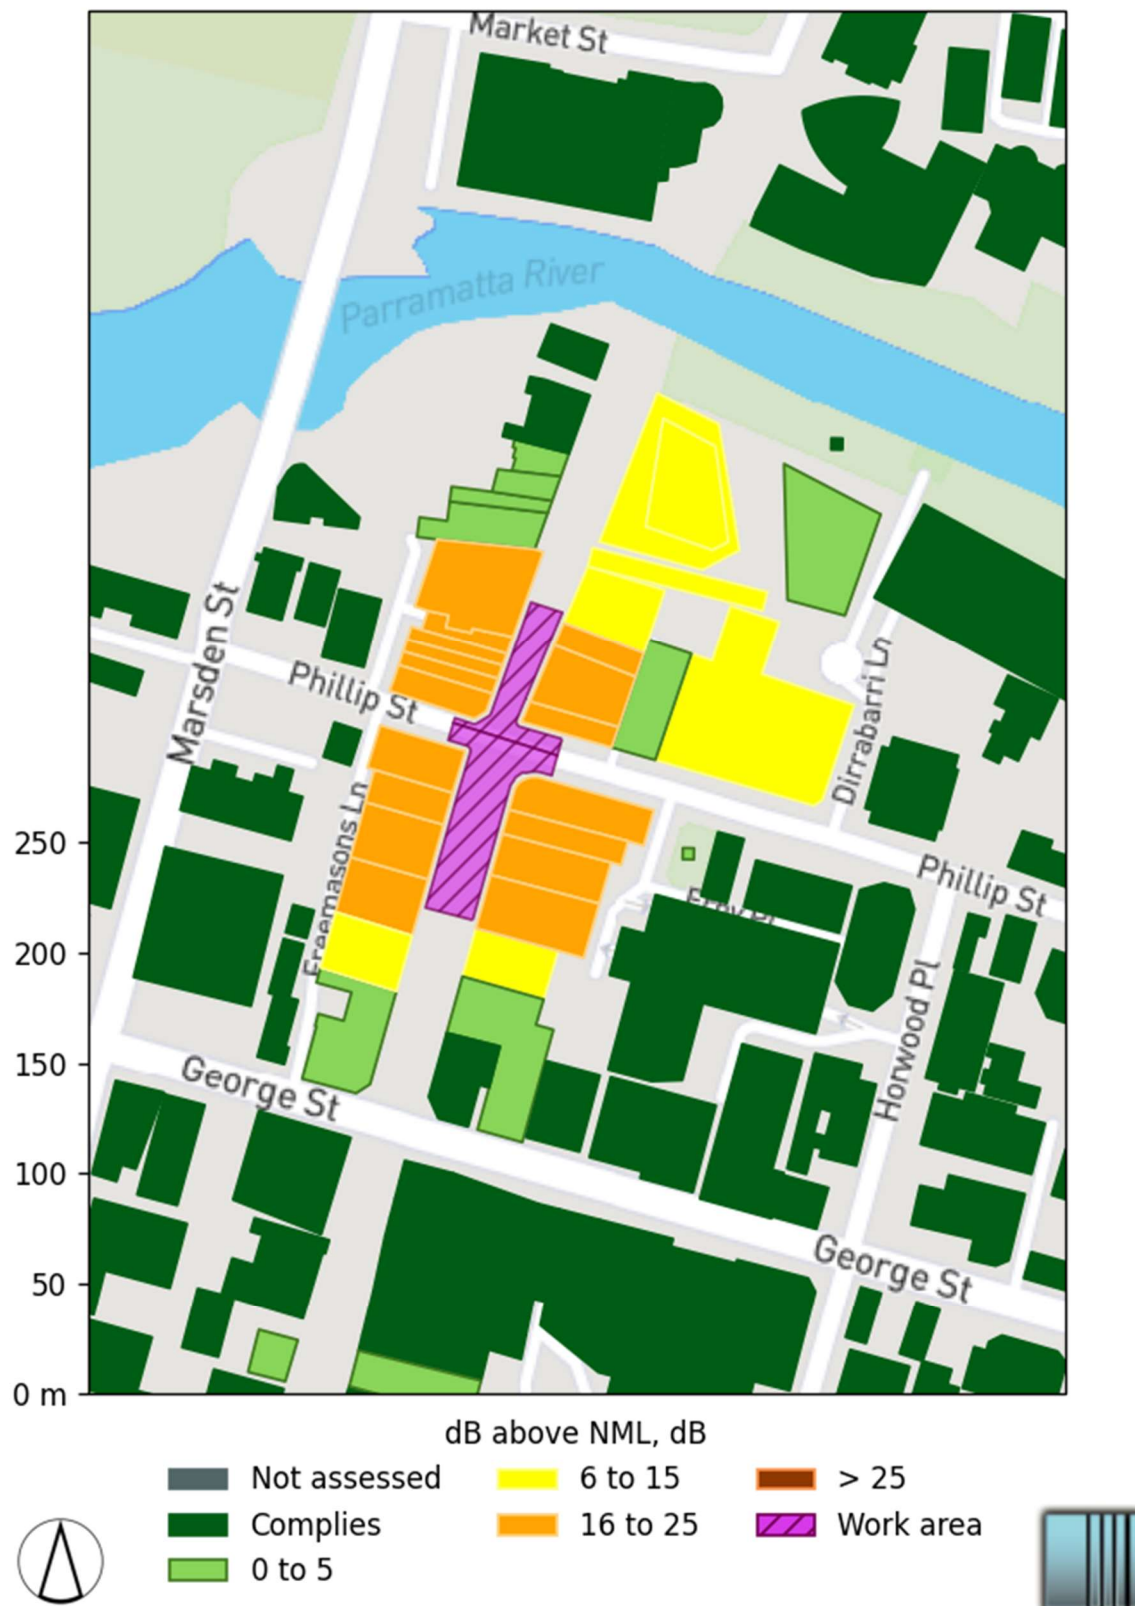 Market St
Parramatta River
Marsden St
Phillip St
Dirrabarri Ln
Freemasons Ln
Phillip St
Horwood Pl
George St
George St
250
200
150
100
50
0 m
dB above NML, dB
Not assessed
6 to 15
> 25
Complies
16 to 25
Work area
0 to 5